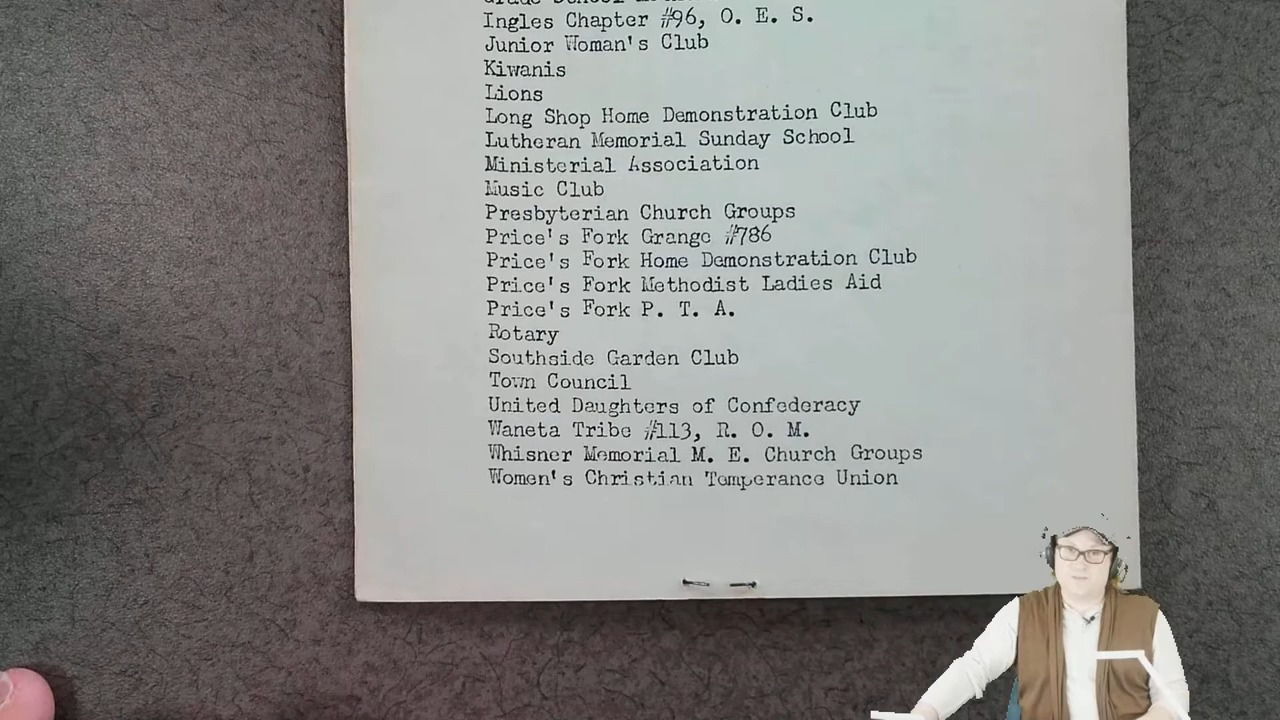 Ingles Chapter #96, O. E. S.
Junior Woman's Club
Kiwanis
Lions
Long Shop Home Demonstration Club
Lutheran Memorial Sunday School
Ministerial Association
Music Club
Presbyterian Church Groups
Price's Fork Grange #786
Price's Fork Home Demonstration Club
Price's Fork Methodist Ladies Aid
Price's Fork P. T. A.
Rotary
Southside Garden Club
Town Council
United Daughters of Confederacy
Waneta Tribe #113, R. O. M.
Whisner Memorial M. E. Church Groups
Women's Christian Temperance Union